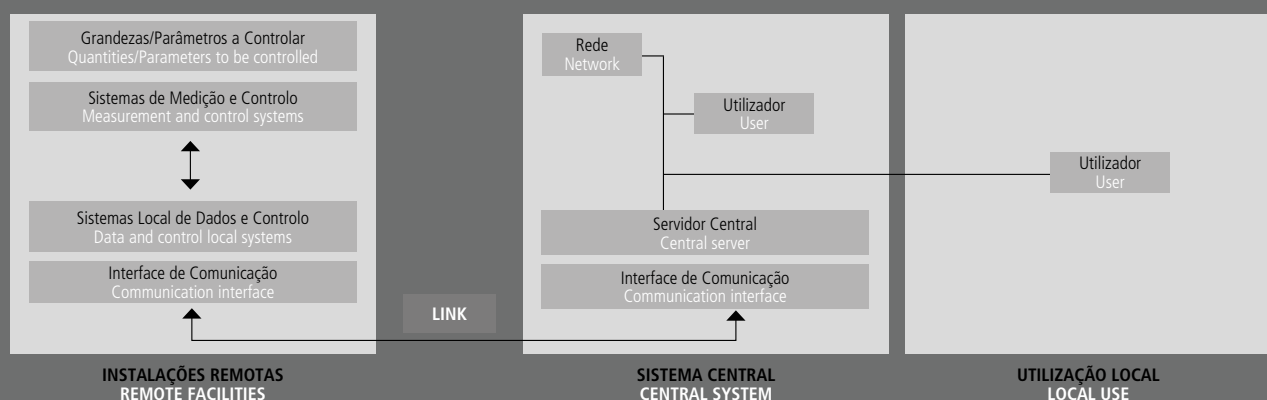 Grandezas/Parâmetros a Controlar
Quantities/Parameters to be controlled
Sistemas de Medição e Controlo
Measurement and control systems
Sistemas Local de Dados e Controlo
Data and control local systems
Interface de Comunicação
Communication interface
LINK
INSTALAÇÕES REMOTAS
REMOTE FACILITIES
Rede
Network
Utilizador
User
Servidor Central
Central server
Interface de Comunicação
Communication interface
SISTEMA CENTRAL
CENTRAL SYSTEM
Utilizador
User
UTILIZAÇÃO LOCAL
LOCAL USE